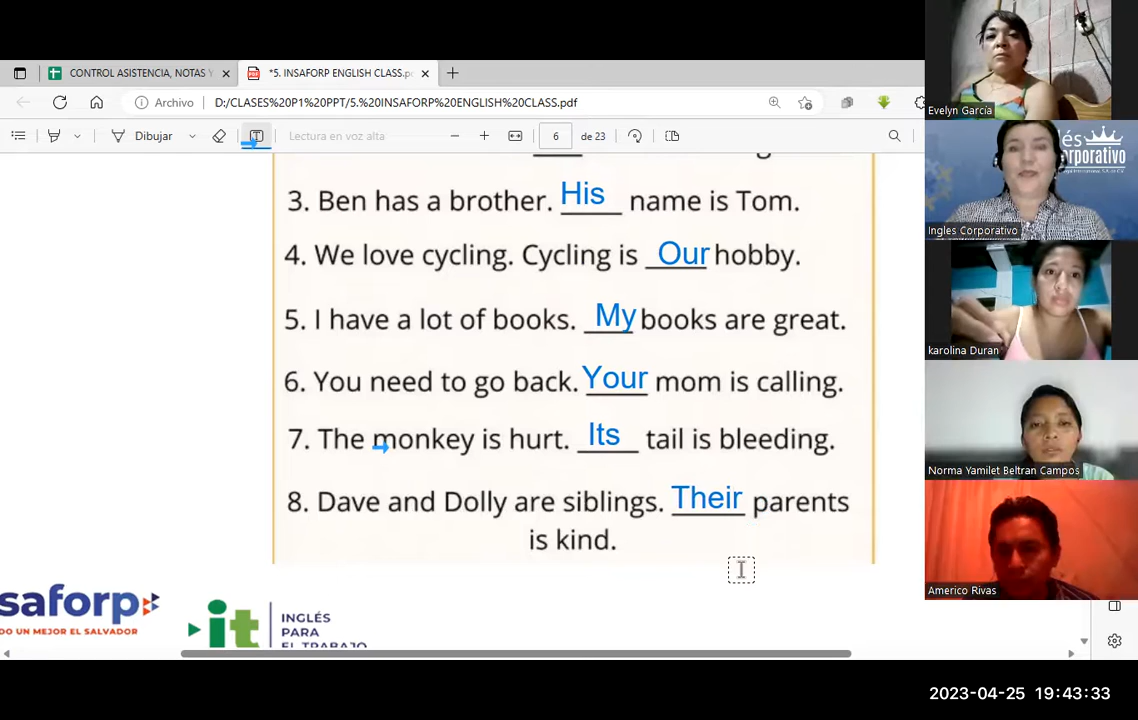 CONTROL ASISTENCIA, NOTAS Y
*5. INSAFORP ENGLISH CLASS.pc
Archivo D:/CLASES%20P1%20PPT/5.%20INSAFORP%20ENGLISH%20CLASS.pdf
Dibujar Lectura en voz alta 6 de 23
3. Ben has a brother. His name is Tom.
4. We love cycling. Cycling is Our hobby.
5. I have a lot of books. My books are great.
6. You need to go back. Your mom is calling.
7. The monkey is hurt. Its tail is bleeding.
8. Dave and Dolly are siblings. Their parents
is kind.
saforp
DO UN MEJOR EL SALVADOR
it
INGLÉS
PARA
EL TRABAJO
Evelyn García
lés
orporativo
Ingles Corporativo
karolina Duran
Norma Yamilet Beltran Campos
Americo Rivas
2023-04-25 19:43:33